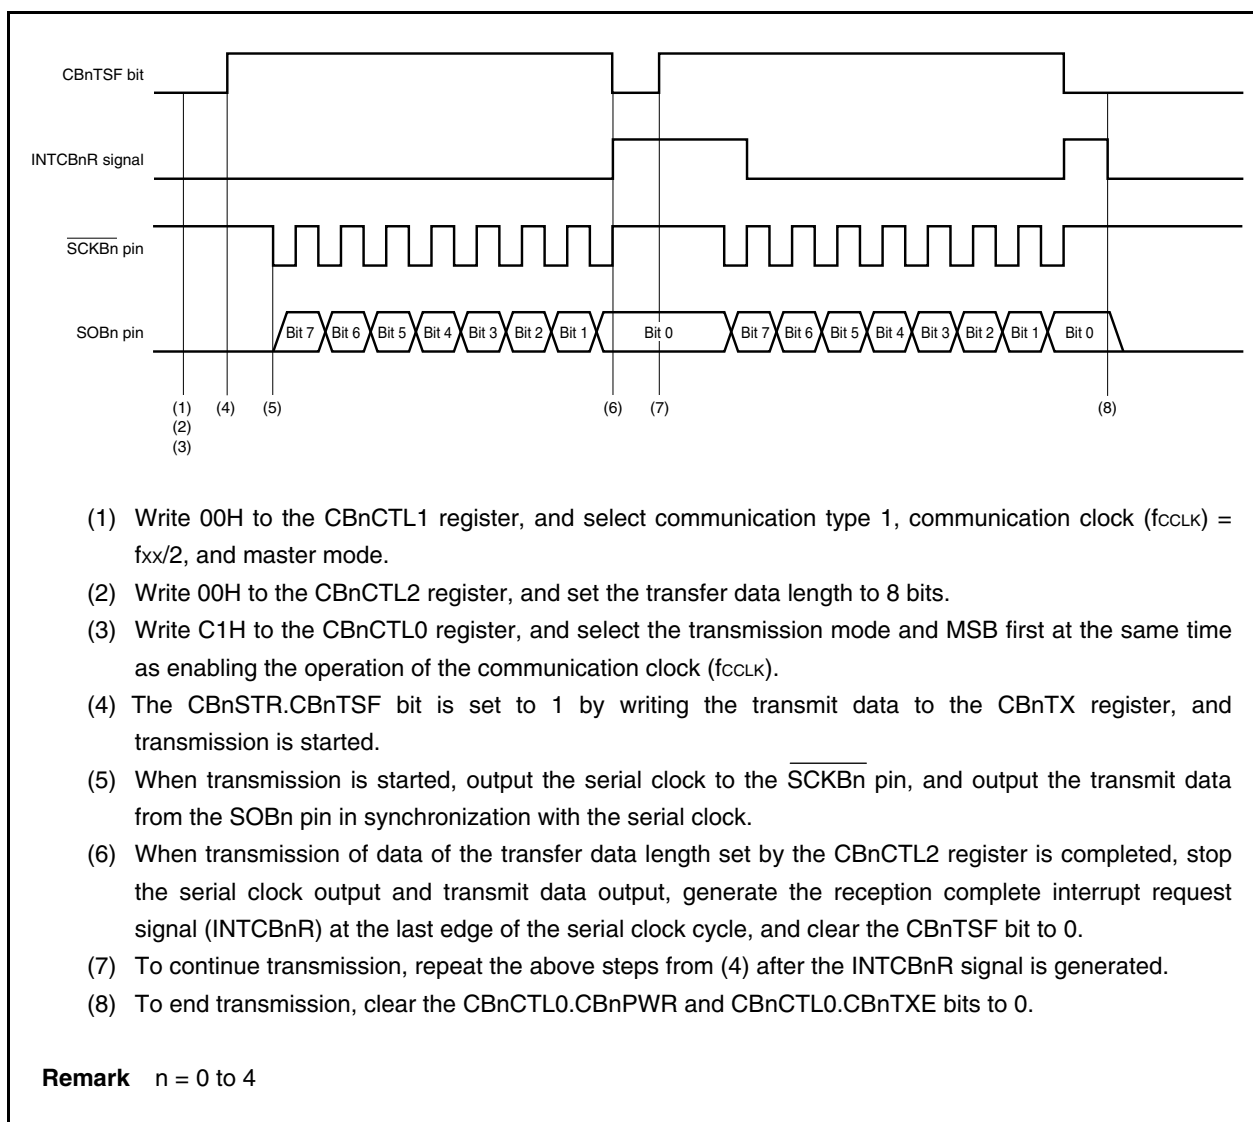 CBnTSF bit
INTCBnR signal
SCKBn pin
SOBn pin
Bit 7 Bit 6 Bit 5 Bit 4 Bit 3 Bit 2 Bit 1 Bit 0 Bit 7 Bit 6 Bit 5 Bit 4 Bit 3 Bit 2 Bit 1 Bit 0
(1) (4) (5) (6) (7) (8)
(2)
(3)
(1) Write 00H to the CBnCTL1 register, and select communication type 1, communication clock (fCCLK) =
fXX/2, and master mode.
(2) Write 00H to the CBnCTL2 register, and set the transfer data length to 8 bits.
(3) Write C1H to the CBnCTL0 register, and select the transmission mode and MSB first at the same time
as enabling the operation of the communication clock (fCCLK).
(4) The CBnSTR.CBnTSF bit is set to 1 by writing the transmit data to the CBnTX register, and
transmission is started.
(5) When transmission is started, output the serial clock to the SCKBn pin, and output the transmit data
from the SOBn pin in synchronization with the serial clock.
(6) When transmission of data of the transfer data length set by the CBnCTL2 register is completed, stop
the serial clock output and transmit data output, generate the reception complete interrupt request
signal (INTCBnR) at the last edge of the serial clock cycle, and clear the CBnTSF bit to 0.
(7) To continue transmission, repeat the above steps from (4) after the INTCBnR signal is generated.
(8) To end transmission, clear the CBnCTL0.CBnPWR and CBnCTL0.CBnTXE bits to 0.
Remark n = 0 to 4